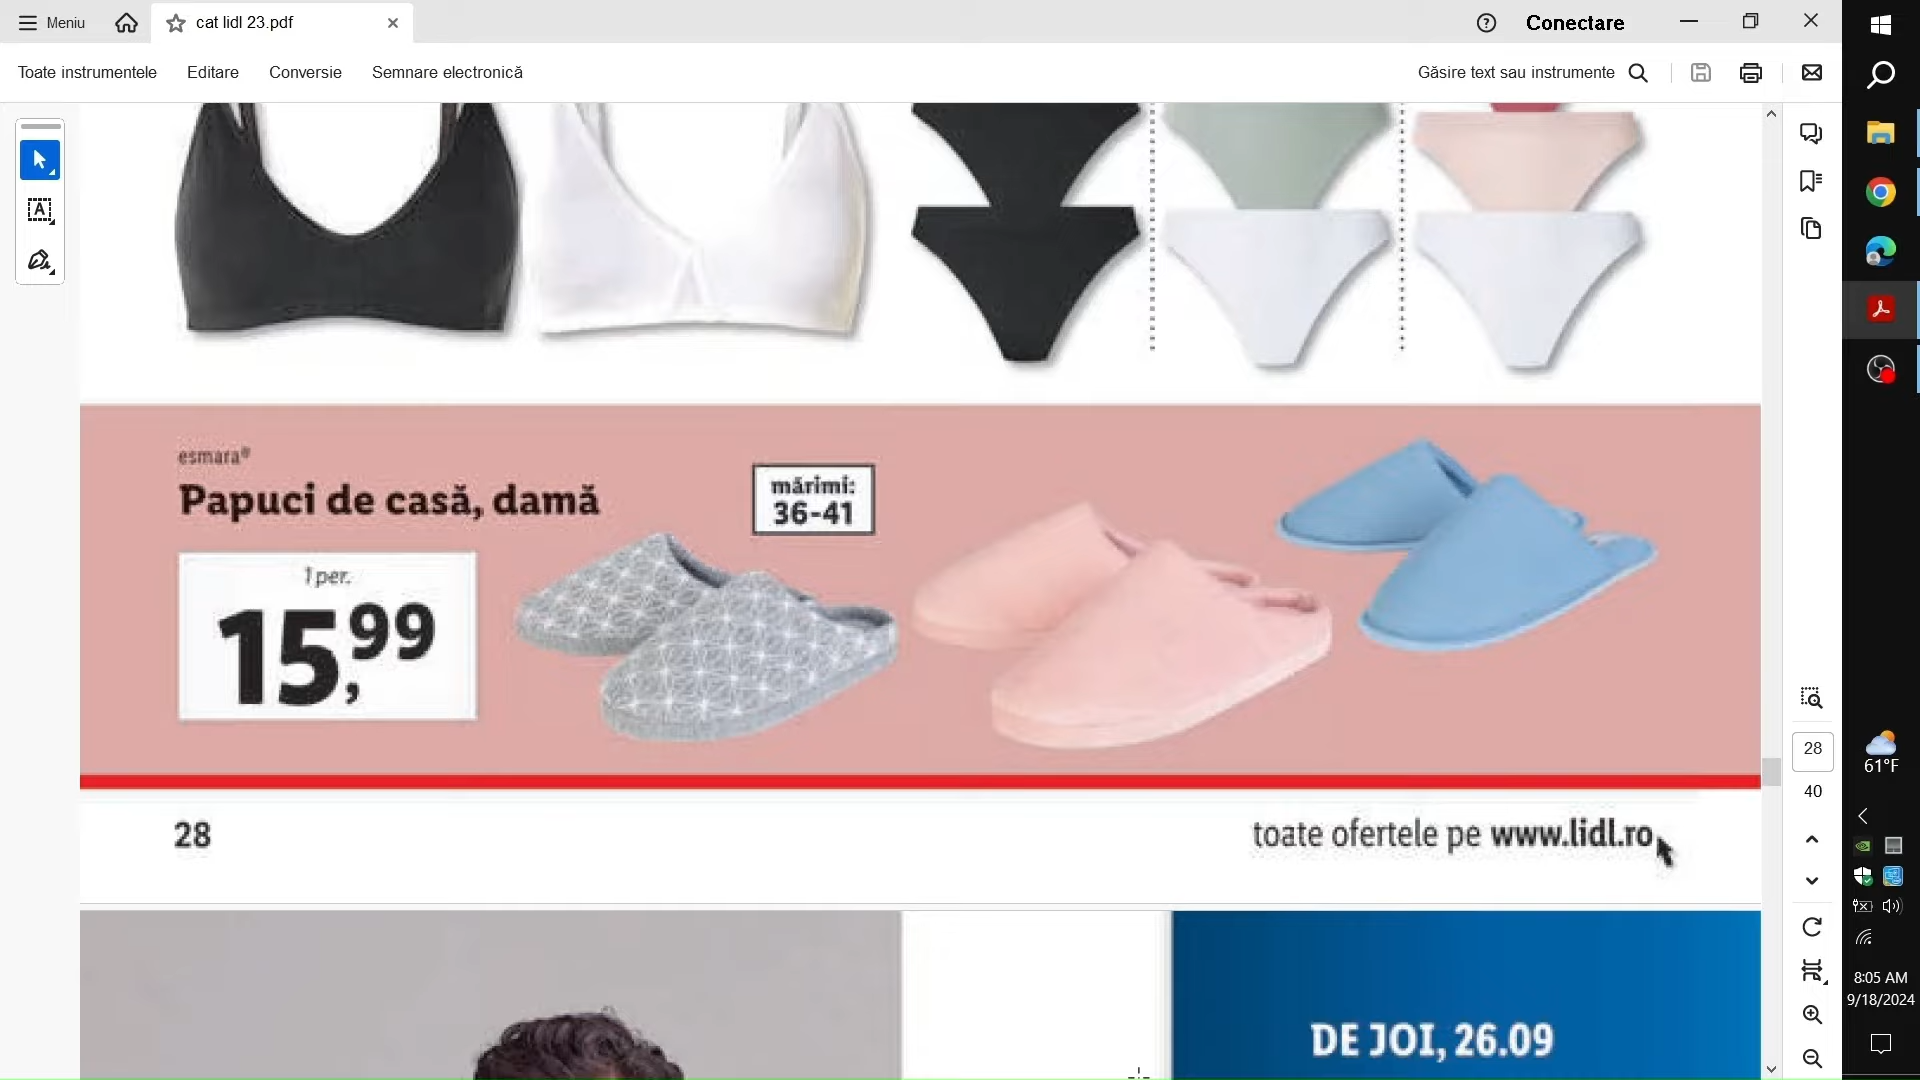 Meniu
cat lidl 23.pdf
Conectare
Toate instrumentele Editare Conversie Semnare electronică
Găsire text sau instrumente
esmara®
Papuci de casă, damă
mărimi:
36-41
1 per.
15,99
28
61°F
40
28
toate ofertele pe www.lidl.ro
8:05 AM
9/18/2024
DE JOI, 26.09